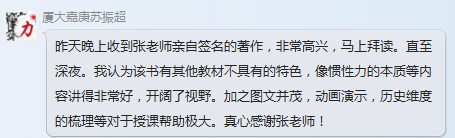 厦大嘉庚苏振超
昨天晚上收到张老师亲自签名的著作，非常高兴，马上拜读。直至
深夜。我认为该书有其他教材不具有的特色，像惯性力的本质等内
容讲得非常好，开阔了视野。加之图文并茂，动画演示，历史维度
的梳理等对于授课帮助极大。真心感谢张老师！